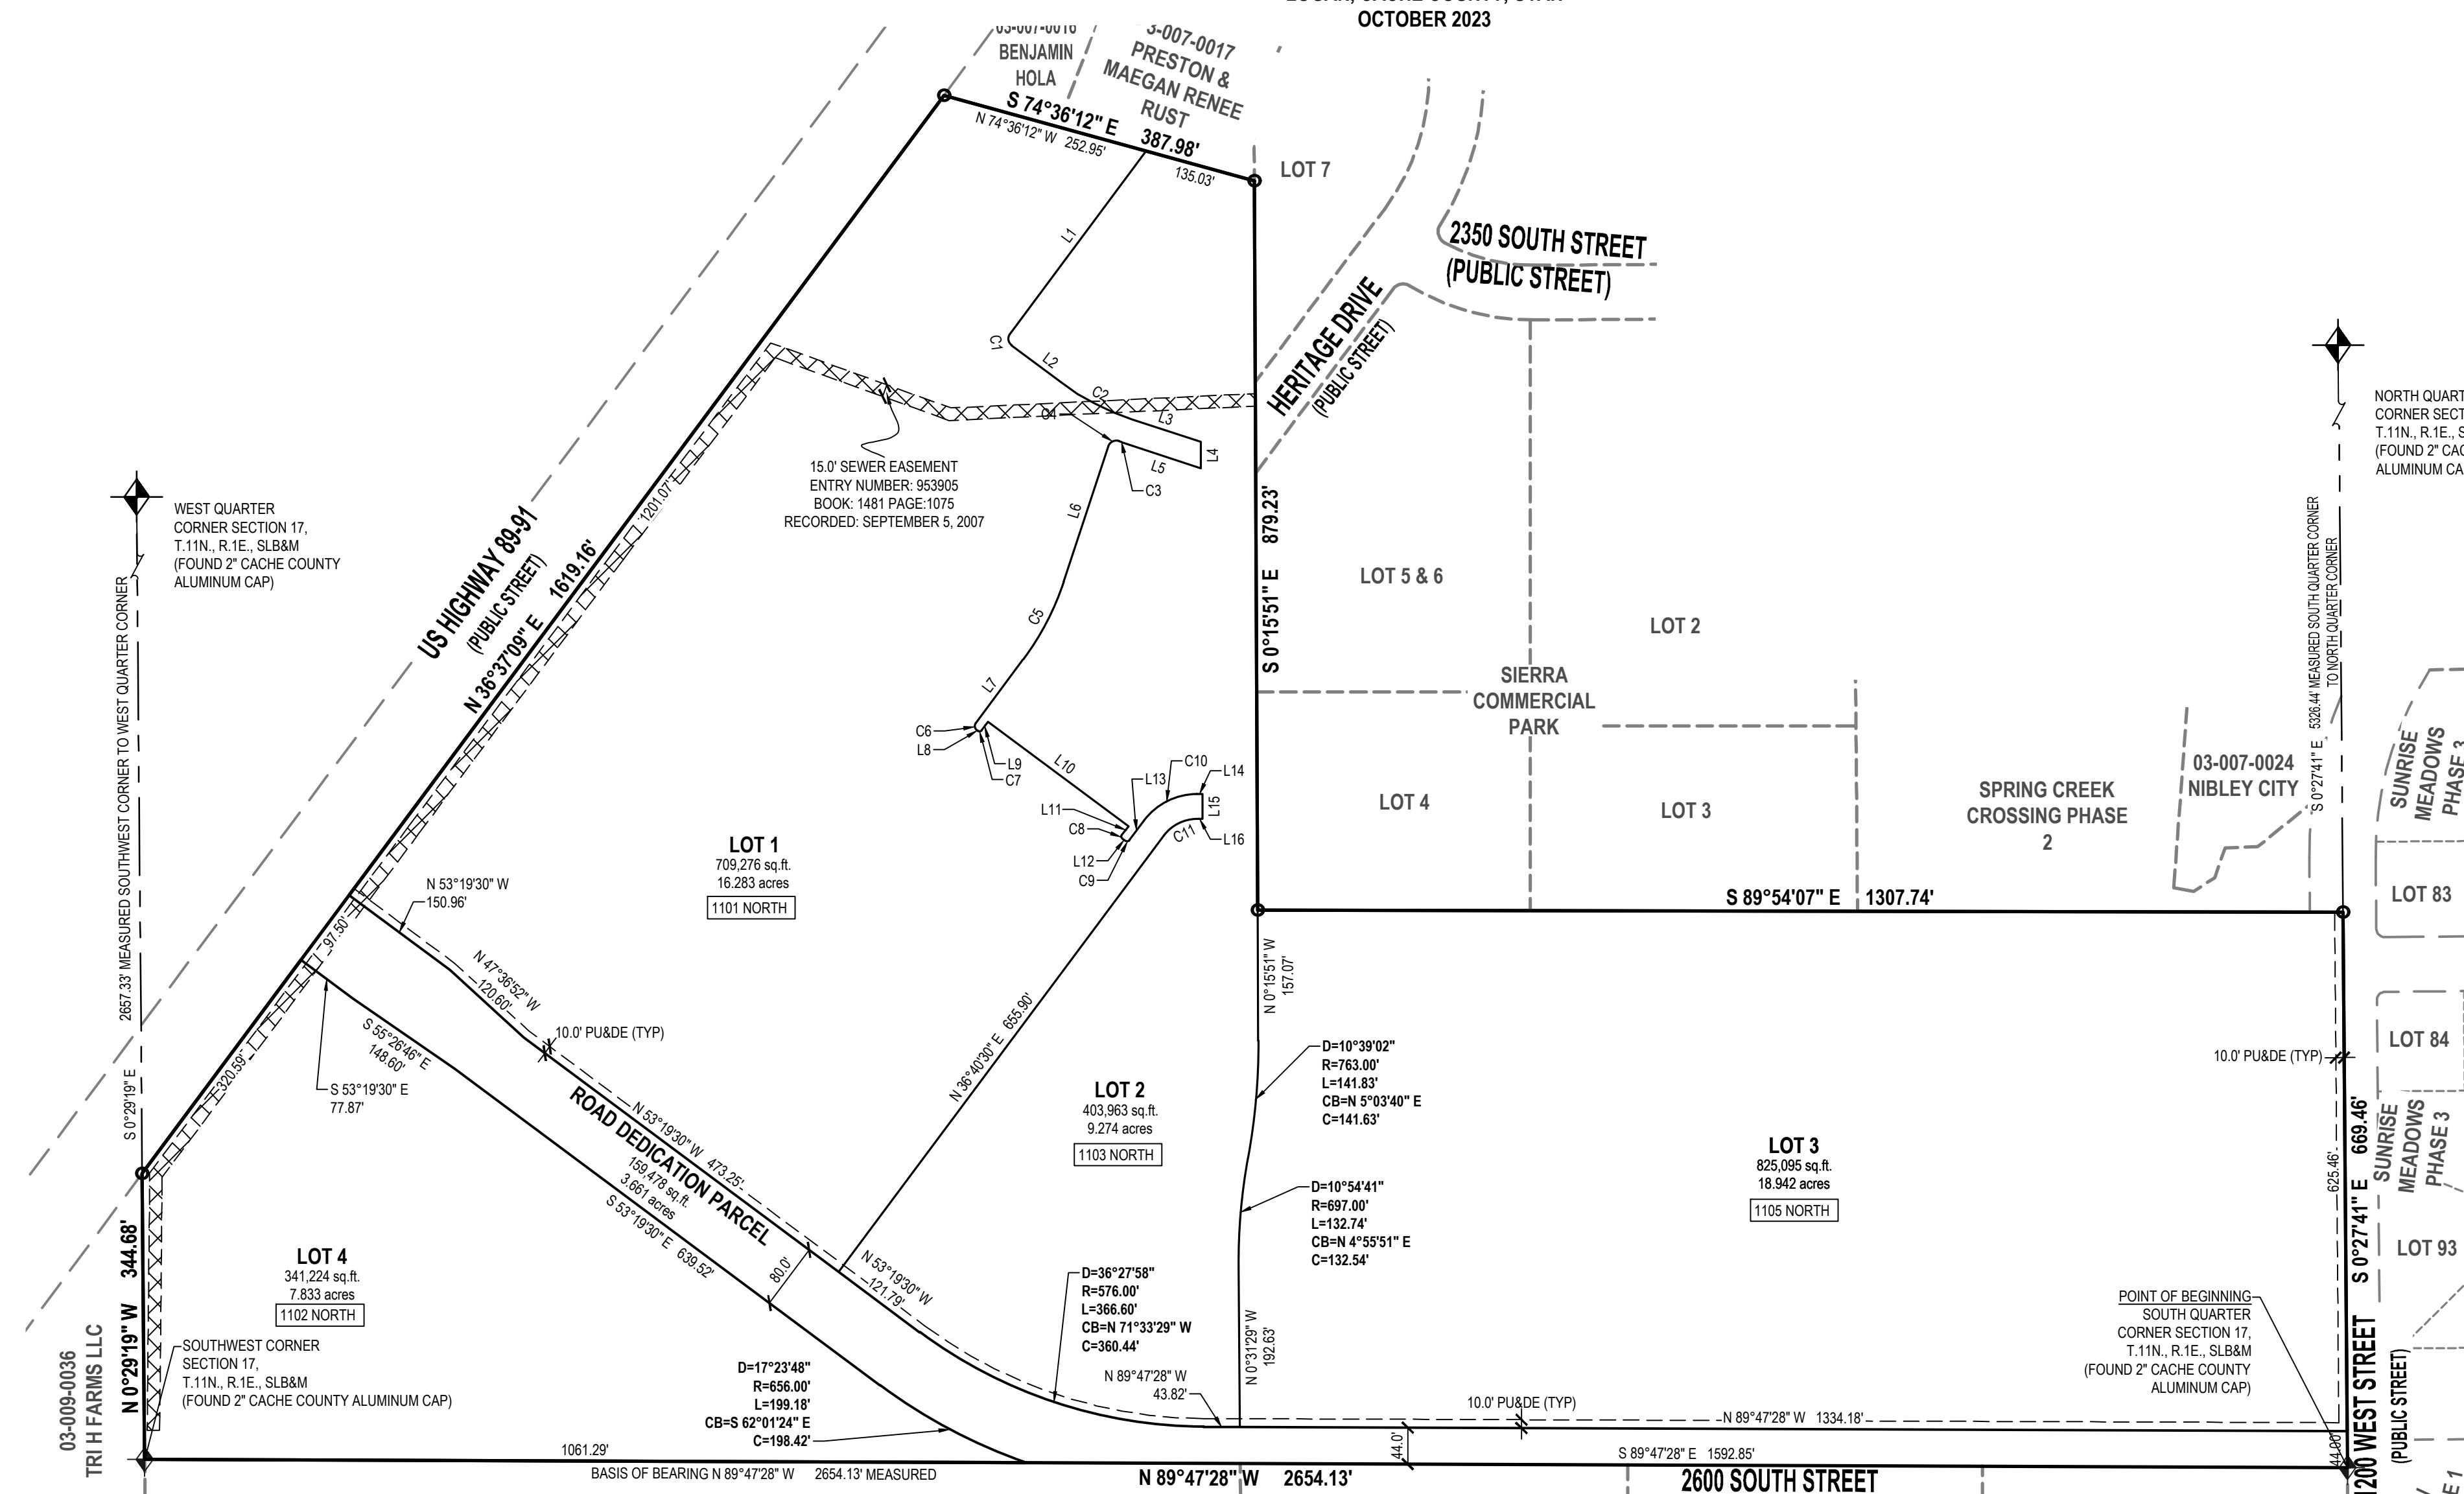 OCTOBER 2023
BENJAMIN
HOLA
3-007-0017
PRESTON &
MAEGAN RENEE
RUST
S 74°36'12" E 387.98'
N 74°36'12" W 252.95'
135.03'
LOT 7
L1
2350 SOUTH STREET
(PUBLIC STREET)
HERITAGE DRIVE
(PUBLIC STREET)
C1
L2
C2
C4
L3
L4
L5
C3
L6
C5
L7
C6
L8
L9
C7
L10
L11
C8
L12
C9
L13
C10
L14
L15
C11
L16
15.0' SEWER EASEMENT
ENTRY NUMBER: 953905
BOOK: 1481 PAGE:1075
RECORDED: SEPTEMBER 5, 2007
WEST QUARTER
CORNER SECTION 17,
T.11N., R.1E., SLB&M
(FOUND 2" CACHE COUNTY
ALUMINUM CAP)
S 0°29'19" E 2657.33' MEASURED SOUTHWEST CORNER TO WEST QUARTER CORNER
US HIGHWAY 89-91
(PUBLIC STREET)
N 36°37'09" E 1619.16'
1201.07'
97.50'
320.59'
S 0°15'51" E 879.23'
LOT 5 & 6
LOT 2
SIERRA
COMMERCIAL
PARK
LOT 4
LOT 3
SPRING CREEK
CROSSING PHASE
2
03-007-0024
NIBLEY CITY
NORTH QUART
CORNER SECT
T.11N., R.1E., S
(FOUND 2" CAC
ALUMINUM CA
S 0°27'41" E 5326.44' MEASURED SOUTH QUARTER CORNER
TO NORTH QUARTER CORNER
SUNRISE
MEADOWS
PHASE 3
LOT 83
LOT 84
SUNRISE
MEADOWS
PHASE 3
LOT 93
S 89°54'07" E 1307.74'
LOT 1
709,276 sq.ft.
16.283 acres
1101 NORTH
N 53°19'30" W
150.96'
N 47°36'52" W
120.60'
10.0' PU&DE (TYP)
S 55°26'46" E
148.60'
S 53°19'30" E
77.87'
N 53°19'30" W 473.25'
ROAD DEDICATION PARCEL
159,478 sq.ft.
3.661 acres
S 53°19'30" E 639.52'
80.0'
N 36°40'30" E 655.90'
N 53°19'30" W
121.79'
N 0°15'51" W
157.07'
LOT 2
403,963 sq.ft.
9.274 acres
1103 NORTH
D=10°39'02"
R=763.00'
L=141.83'
CB=N 5°03'40" E
C=141.63'
D=10°54'41"
R=697.00'
L=132.74'
CB=N 4°55'51" E
C=132.54'
D=36°27'58"
R=576.00'
L=366.60'
CB=N 71°33'29" W
C=360.44'
N 0°31'29" W
192.63'
N 89°47'28" W
43.82'
D=17°23'48"
R=656.00'
L=199.18'
CB=S 62°01'24" E
C=198.42'
LOT 3
825,095 sq.ft.
18.942 acres
1105 NORTH
10.0' PU&DE (TYP)
625.46'
S 0°27'41" E 669.46'
LOT 4
341,224 sq.ft.
7.833 acres
1102 NORTH
N 0°29'19" W 344.68'
03-009-0036
TRI H FARMS LLC
SOUTHWEST CORNER
SECTION 17,
T.11N., R.1E., SLB&M
(FOUND 2" CACHE COUNTY ALUMINUM CAP)
POINT OF BEGINNING
SOUTH QUARTER
CORNER SECTION 17,
T.11N., R.1E., SLB&M
(FOUND 2" CACHE COUNTY
ALUMINUM CAP)
10.0' PU&DE (TYP)
N 89°47'28" W 1334.18'
44.0'
44.00'
1061.29'
S 89°47'28" E 1592.85'
BASIS OF BEARING N 89°47'28" W 2654.13' MEASURED
N 89°47'28" W 2654.13'
2600 SOUTH STREET
1200 WEST STREET
(PUBLIC STREET)